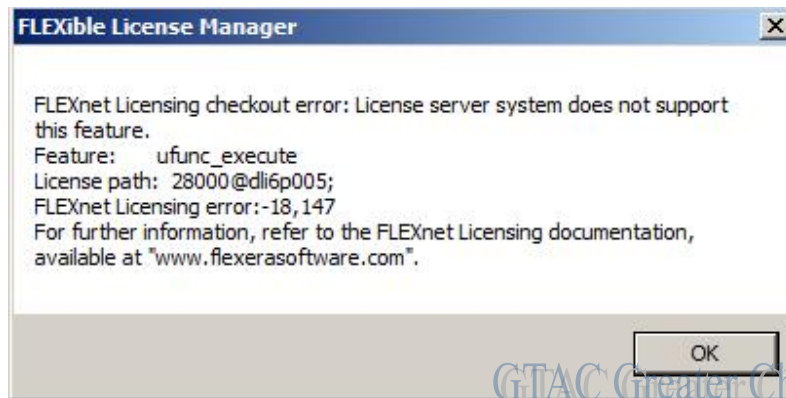 FLEXible License Manager
FLEXnet Licensing checkout error: License server system does not support
this feature.
Feature: ufunc_execute
License path: 28000@dli6p005;
FLEXnet Licensing error:-18,147
For further information, refer to the FLEXnet Licensing documentation,
available at "www.flexerasoftware.com".
OK
GTAC Greater